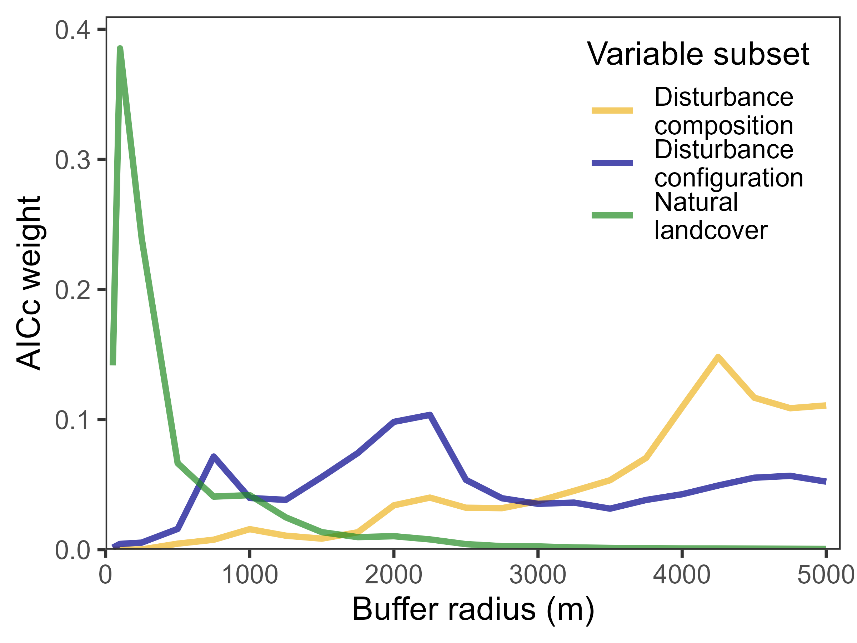 Variable subset
Disturbance
composition
Disturbance
configuration
Natural
landcover
AICc weight
0.4
0.3
0.2
0.1
0.0
0 1000 2000 3000 4000 5000
Buffer radius (m)